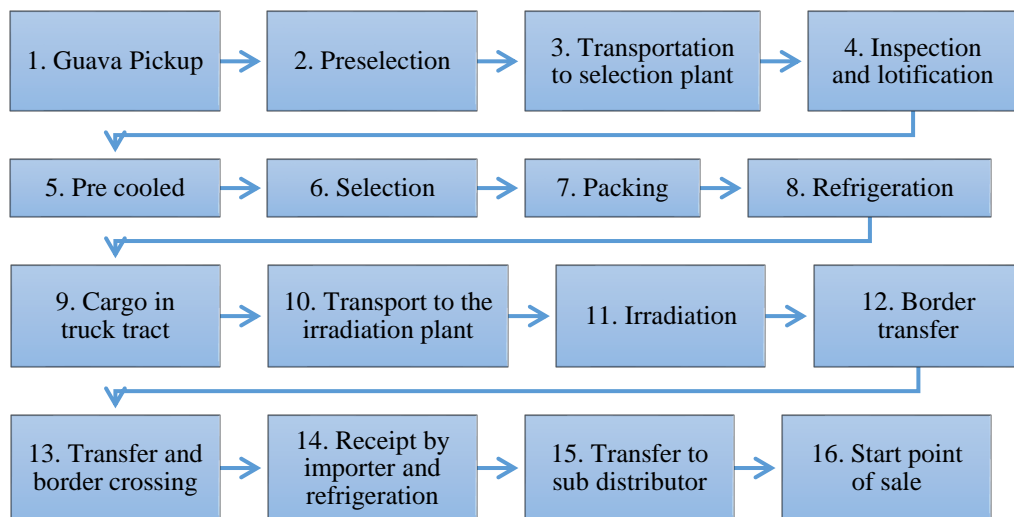 1. Guava Pickup
2. Preselection
3. Transportation
to selection plant
4. Inspection
and lotification
5. Pre cooled
6. Selection
7. Packing
8. Refrigeration
9. Cargo in
truck tract
10. Transport to the
irradiation plant
11. Irradiation
12. Border
transfer
13. Transfer and
border crossing
14. Receipt by
importer and
refrigeration
15. Transfer to
sub distributor
16. Start point
of sale